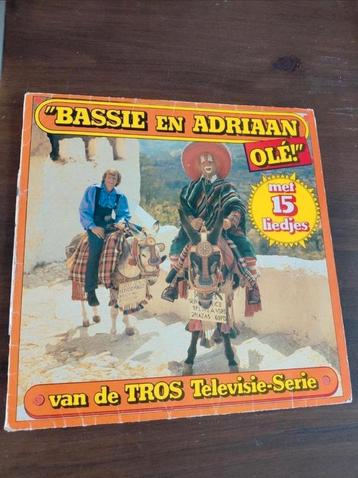 "BASSIE EN ADRIAAN
OLÉ!"
met
15
liedjes
van de TROS Televisie-Serie